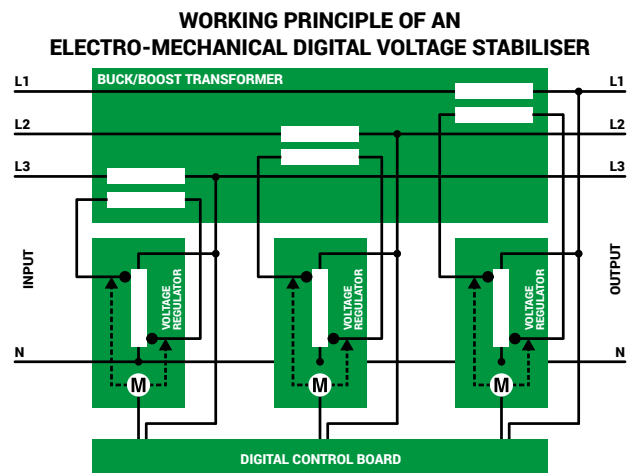 WORKING PRINCIPLE OF AN
ELECTRO-MECHANICAL DIGITAL VOLTAGE STABILISER
BUCK/BOOST TRANSFORMER
L1
L1
L2
L2
L3
L3
INPUT
VOLTAGE
REGULATOR
VOLTAGE
REGULATOR
VOLTAGE
REGULATOR
OUTPUT
N
N
M
M
M
DIGITAL CONTROL BOARD